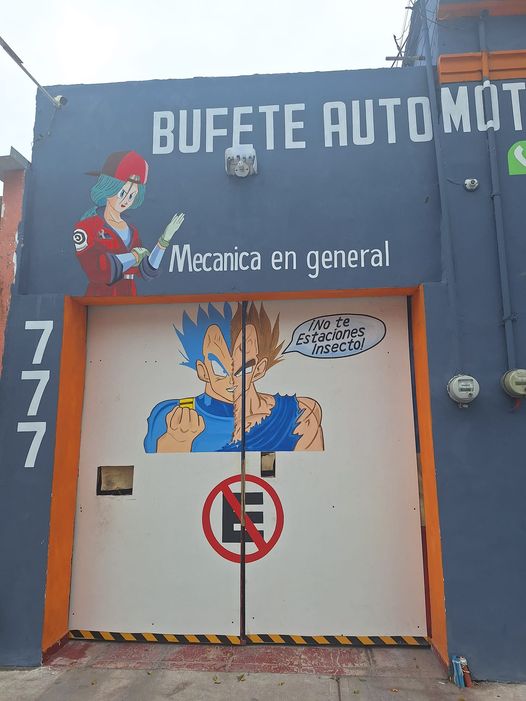 BUFETE AUTOMOT
Mecanica en general
777
¡No te
Estaciones
Insecto!
E